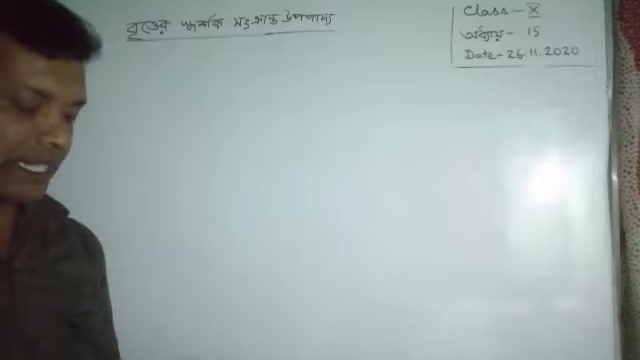 বৃত্তের স্পর্শক সংক্রান্ত উপপাদ্য
Class - X
অধ্যায় - 15
Date - 26.11.2020